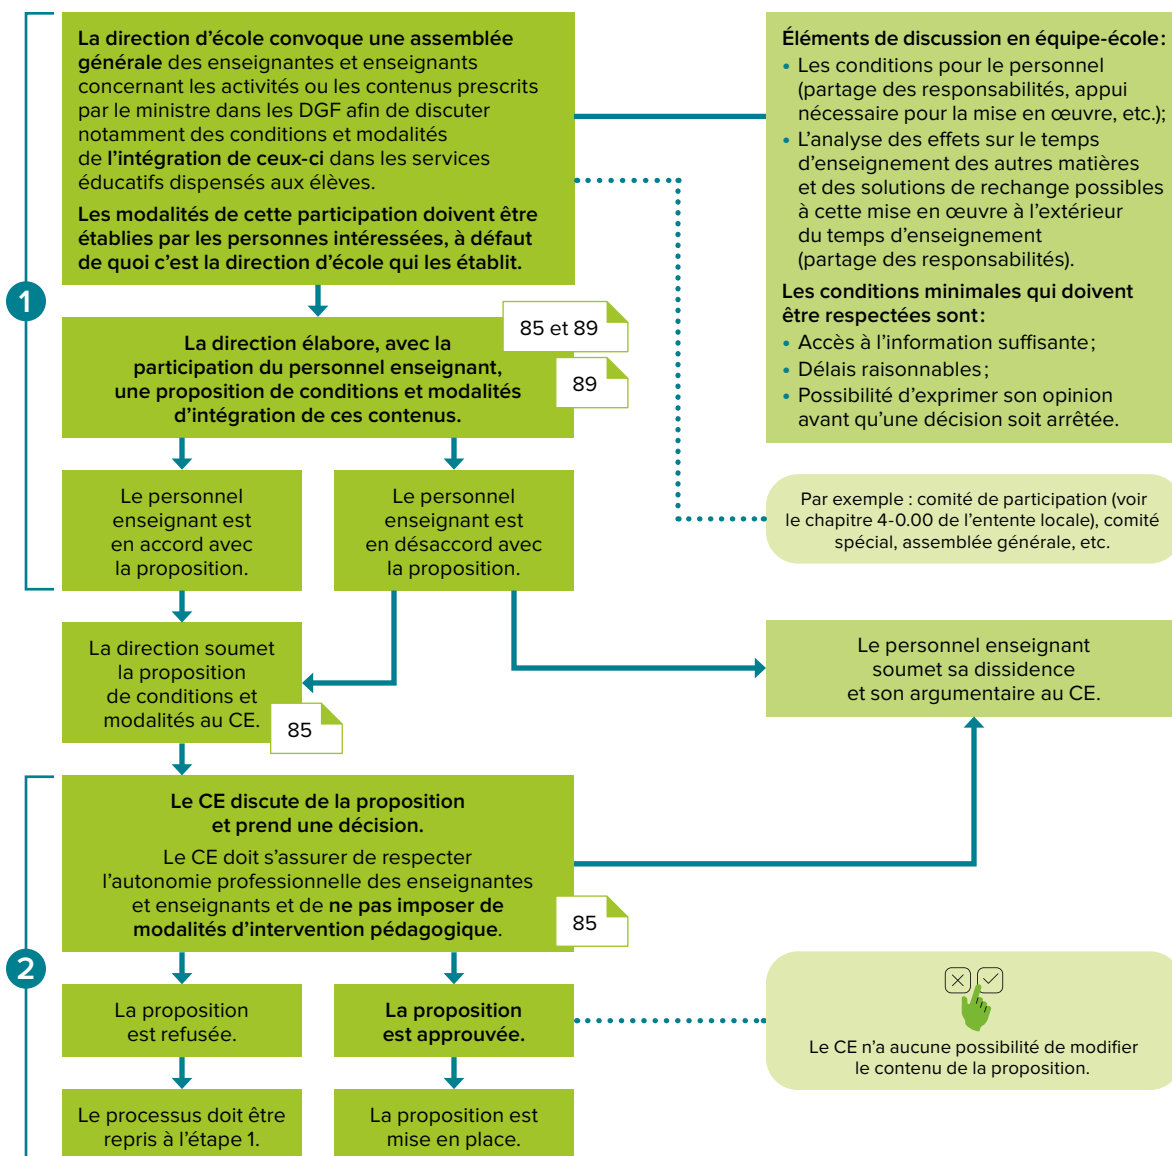 La direction d'école convoque une assemblée
générale des enseignantes et enseignants
concernant les activités ou les contenus prescrits
par le ministre dans les DGF afin de discuter
notamment des conditions et modalités
de l'intégration de ceux-ci dans les services
éducatifs dispensés aux élèves.
Les modalités de cette participation doivent être
établies par les personnes intéressées, à défaut
de quoi c'est la direction d'école qui les établit.
Éléments de discussion en équipe-école :
• Les conditions pour le personnel
(partage des responsabilités, appui
nécessaire pour la mise en œuvre, etc.);
• L'analyse des effets sur le temps
d'enseignement des autres matières
et des solutions de rechange possibles
à cette mise en œuvre à l'extérieur
du temps d'enseignement
(partage des responsabilités).
Les conditions minimales qui doivent
être respectées sont :
• Accès à l'information suffisante;
• Délais raisonnables;
• Possibilité d'exprimer son opinion
avant qu'une décision soit arrêtée.
1
85 et 89
La direction élabore, avec la
participation du personnel enseignant,
une proposition de conditions et modalités
d'intégration de ces contenus.
89
Le personnel
enseignant est
en accord avec
la proposition.
Le personnel
enseignant est
en désaccord avec
la proposition.
Par exemple : comité de participation (voir
le chapitre 4-0.00 de l'entente locale), comité
spécial, assemblée générale, etc.
La direction soumet
la proposition
de conditions et
modalités au CE.
85
Le personnel enseignant
soumet sa dissidence
et son argumentaire au CE.
2
Le CE discute de la proposition
et prend une décision.
Le CE doit s'assurer de respecter
l'autonomie professionnelle des enseignantes
et enseignants et de ne pas imposer de
modalités d'intervention pédagogique.
85
La proposition
est refusée.
La proposition
est approuvée.
Le CE n'a aucune possibilité de modifier
le contenu de la proposition.
Le processus doit être
repris à l'étape 1.
La proposition est
mise en place.